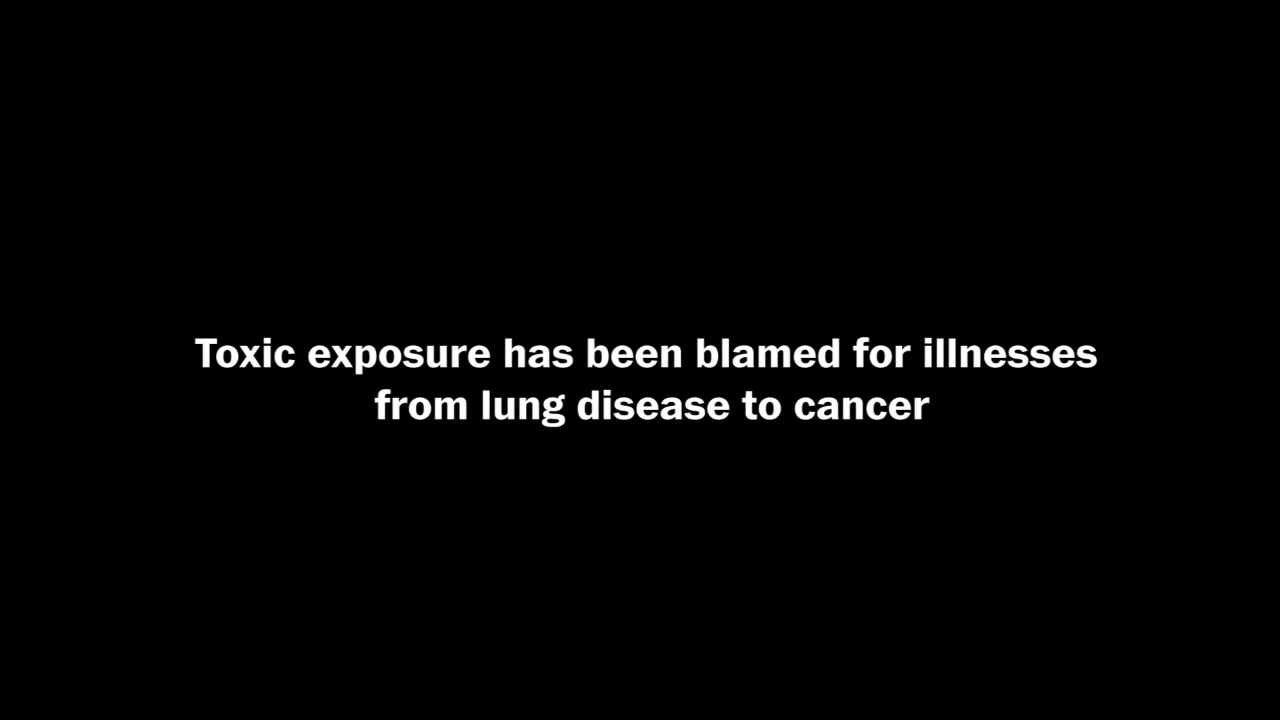 Toxic exposure has been blamed for illnesses
from lung disease to cancer